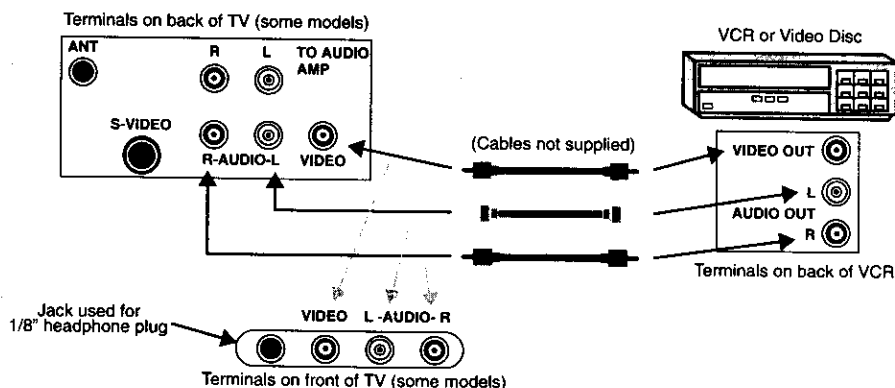 Terminals on back of TV (some models)
ANT
R L TO AUDIO
AMP
S-VIDEO
R-AUDIO-L VIDEO
(Cables not supplied)
VCR or Video Disc
VIDEO OUT
L
AUDIO OUT
R
Terminals on back of VCR
Jack used for
1/8" headphone plug
VIDEO L -AUDIO- R
Terminals on front of TV (some models)